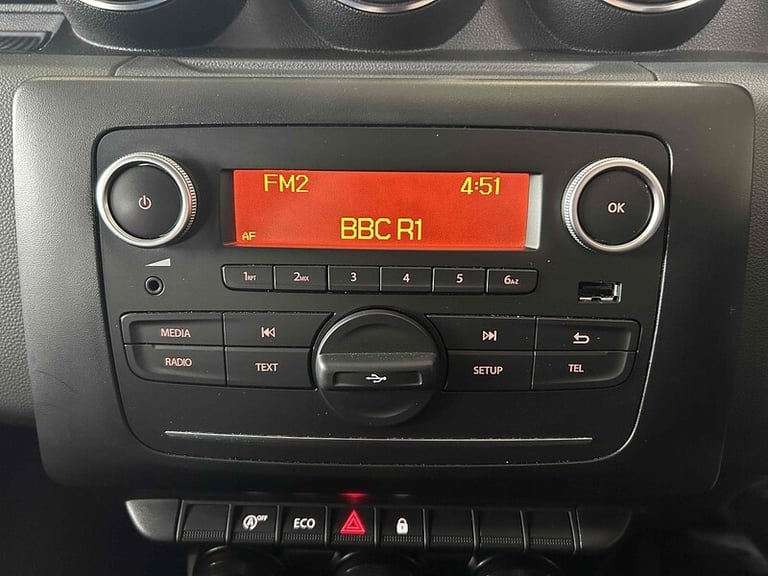 FM2 4:51
AF BBC R1
OK
1RPT 2MIX 3 4 5 6A-Z
MEDIA
RADIO TEXT SETUP TEL
A OFF ECO